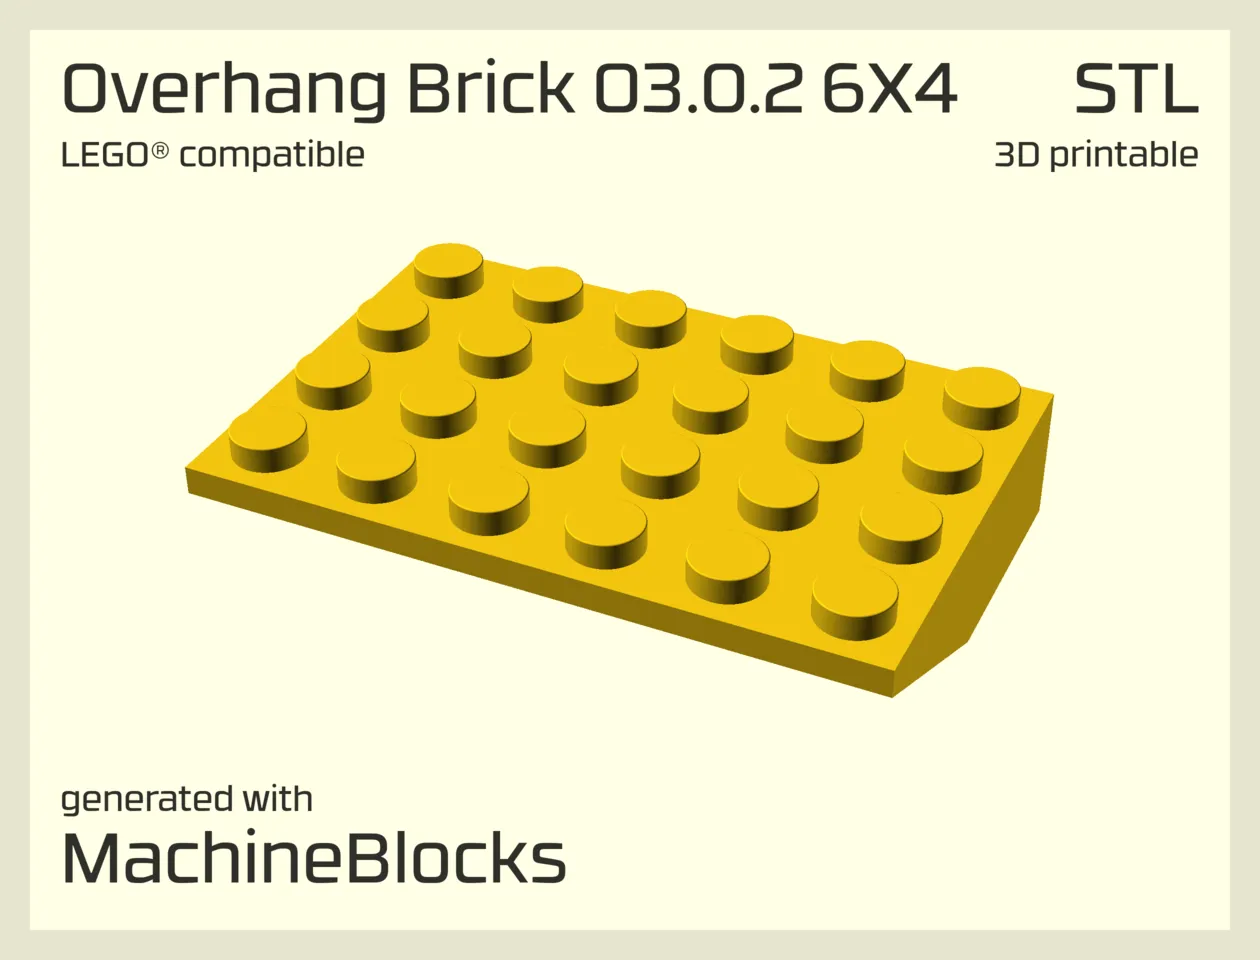 Overhang Brick 03.0.2 6X4 STL
LEGO® compatible 3D printable
generated with
MachineBlocks